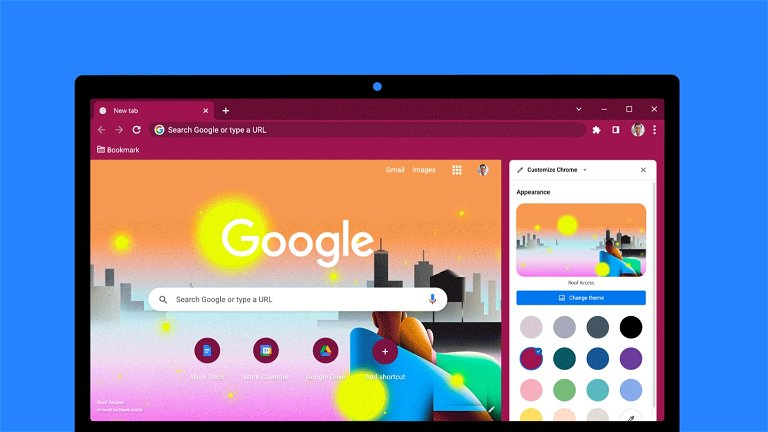 New tab
Search Google or type a URL
Bookmark
Gmail Images
Google
Search Google or type a URL
Work Docs
Work Calendar
Google Drive
Add shortcut
Roof Access
Customize Chrome
Appearance
Roof Access
Change theme